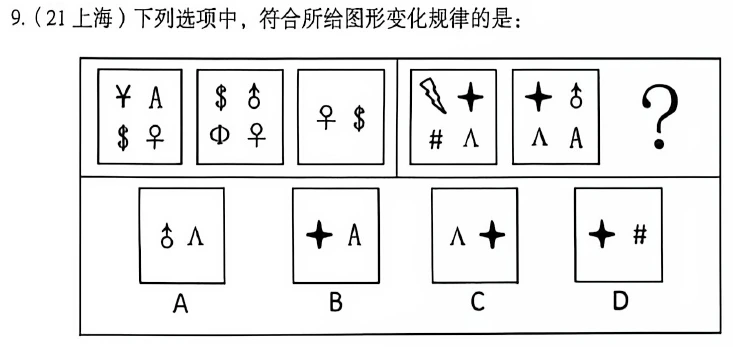 9.（21 上海）下列选项中，符合所给图形变化规律的是：
¥ A $ ♁ ? ✦ ✦ ♁
$ ♀ Φ ♀ ♀ $ # Λ Λ A
♁ Λ ✦ A Λ ✦ ✦ #
A B C D